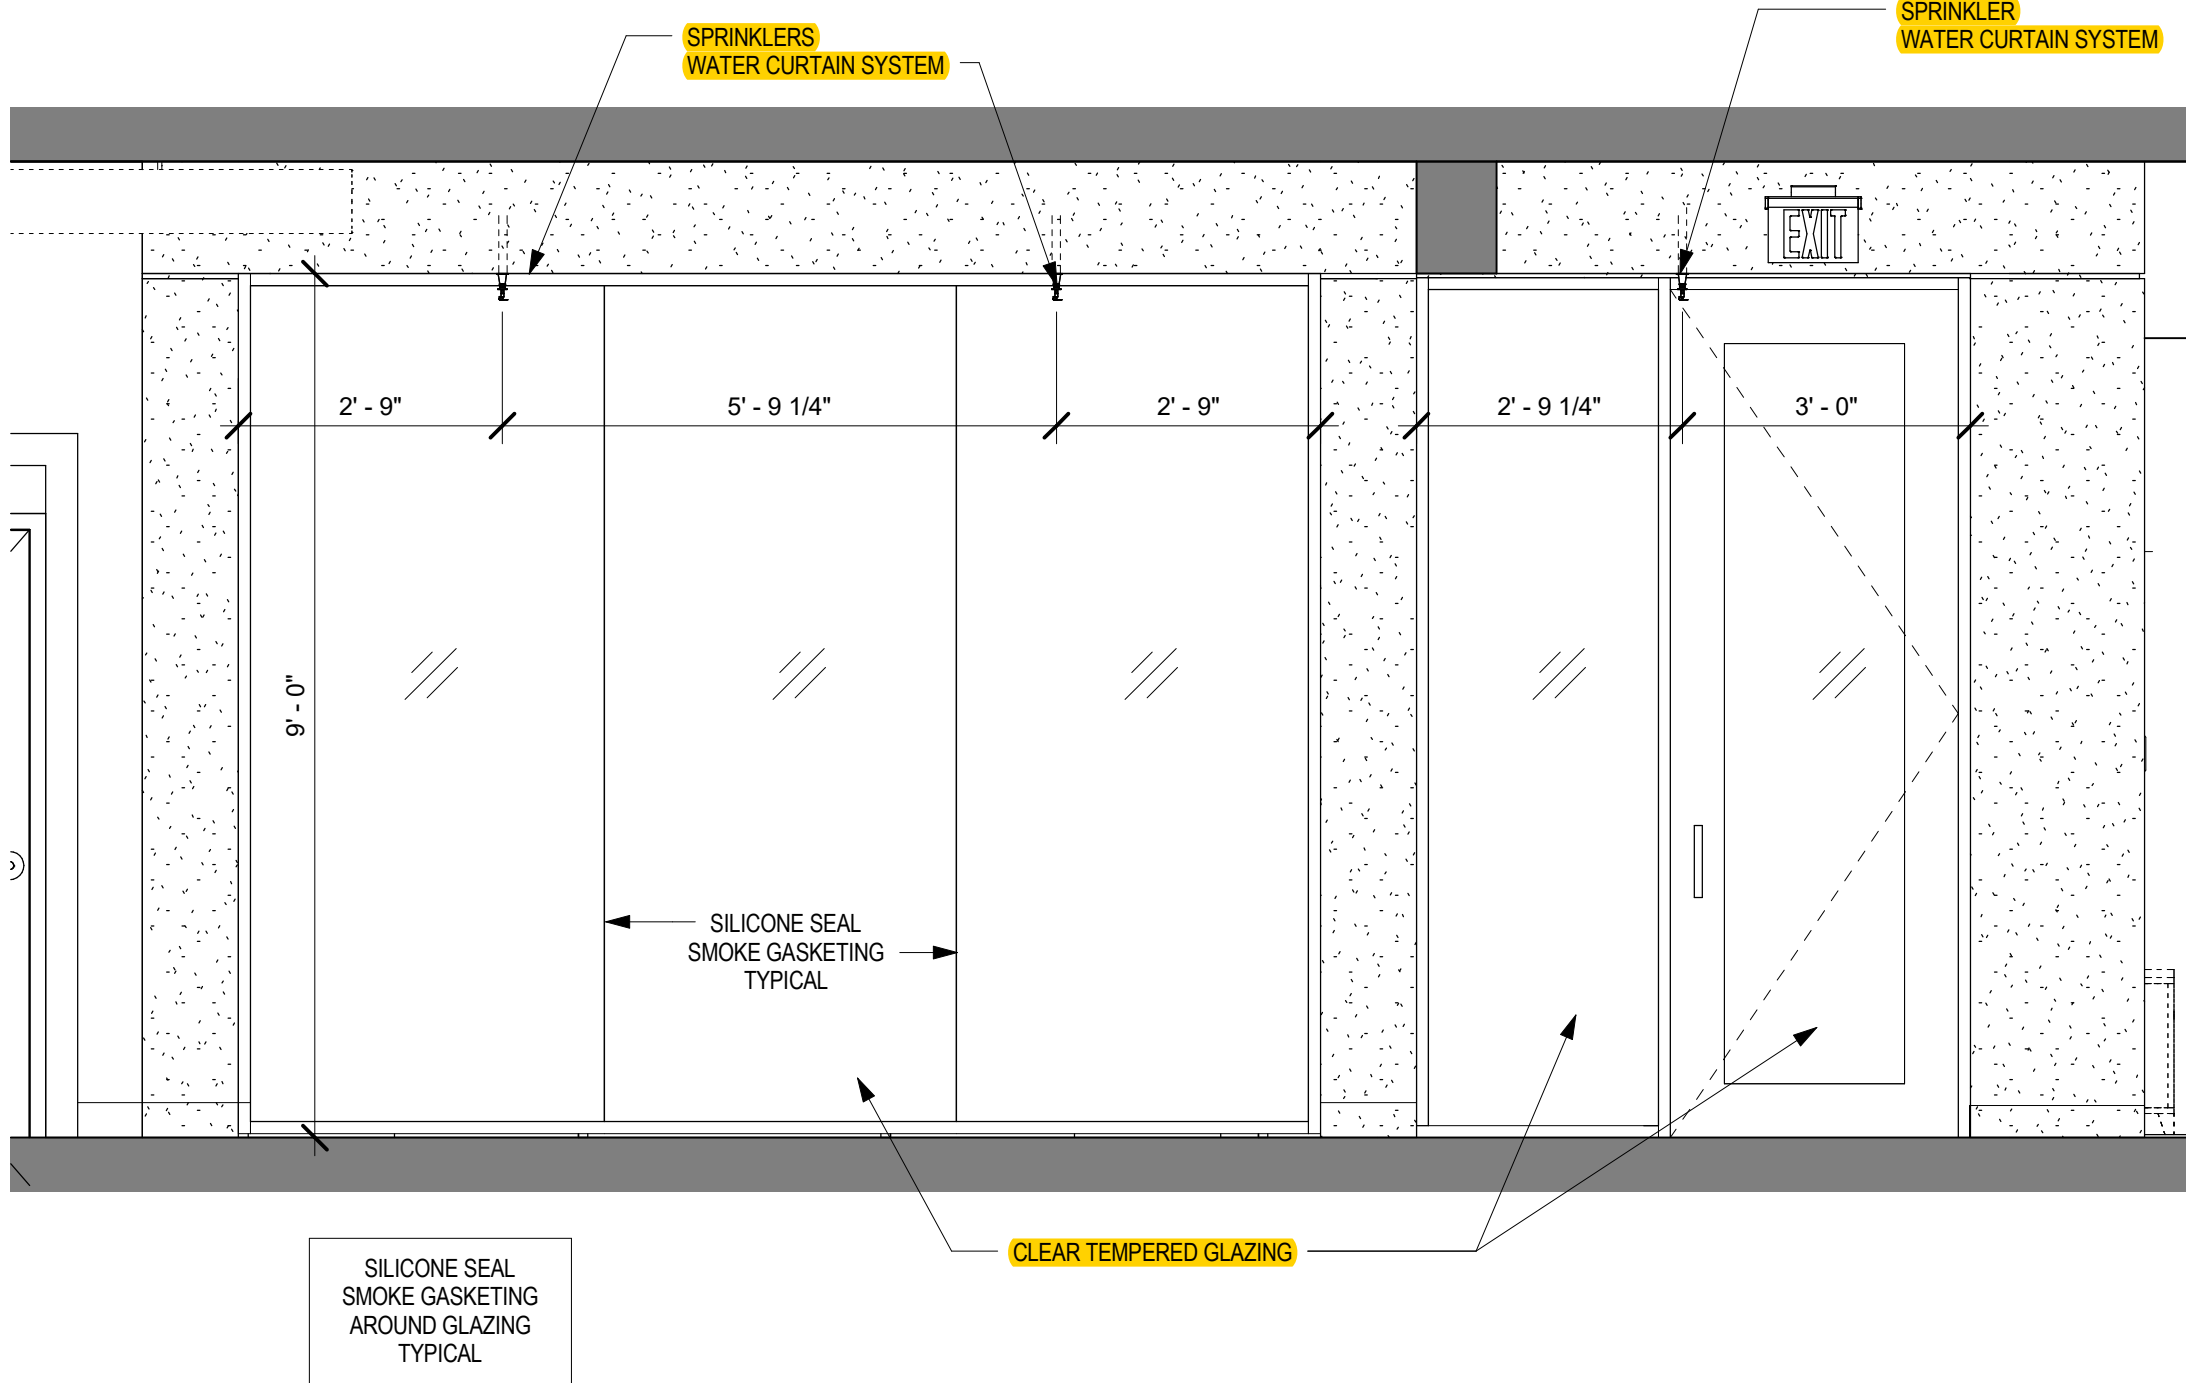 SPRINKLERS
WATER CURTAIN SYSTEM
SPRINKLER
WATER CURTAIN SYSTEM
EXIT
2' - 9"
5' - 9 1/4"
2' - 9"
2' - 9 1/4"
3' - 0"
9' - 0"
SILICONE SEAL
SMOKE GASKETING
TYPICAL
CLEAR TEMPERED GLAZING
SILICONE SEAL
SMOKE GASKETING
AROUND GLAZING
TYPICAL